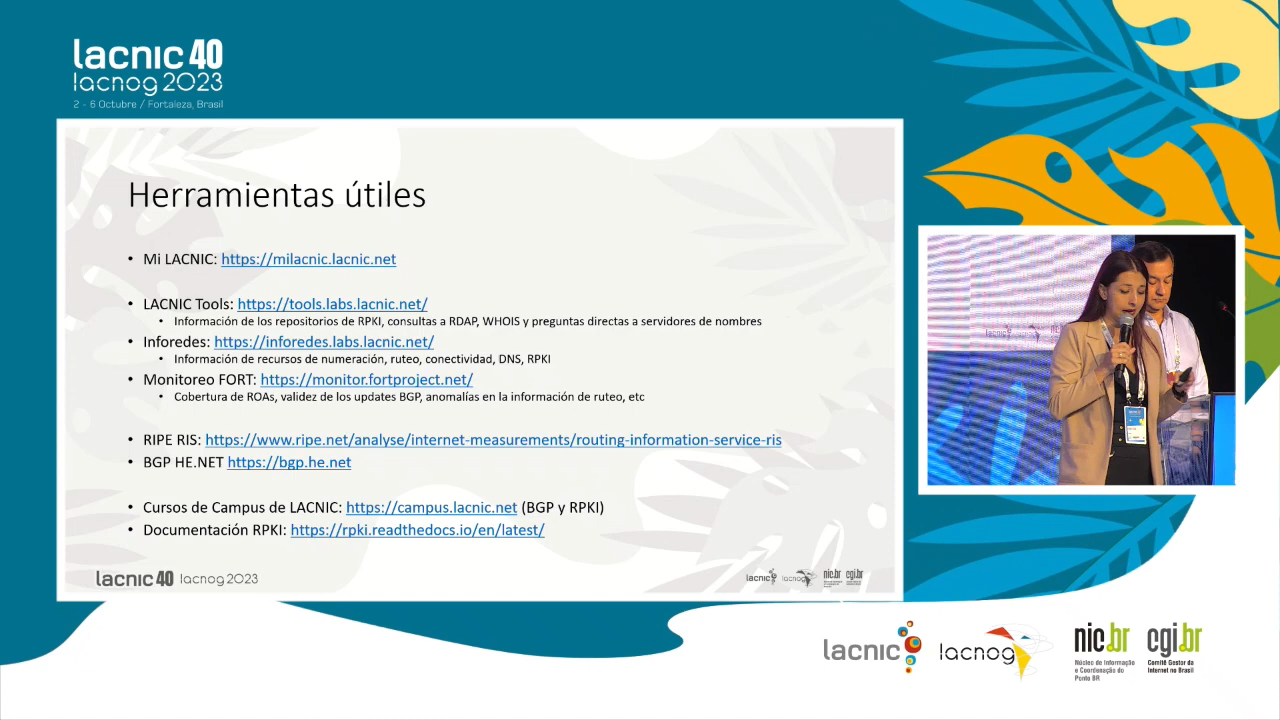 lacnic 40
lacnog 2023
2 - 6 Octubre / Fortaleza, Brasil
Herramientas útiles
• Mi LACNIC: https://milacnic.lacnic.net
• LACNIC Tools: https://tools.labs.lacnic.net/
• Información de los repositorios de RPKI, consultas a RDAP, WHOIS y preguntas directas a servidores de nombres
• Inforedes: https://inforedes.labs.lacnic.net/
• Información de recursos de numeración, ruteo, conectividad, DNS, RPKI
• Monitoreo FORT: https://monitor.fortproject.net/
• Cobertura de ROAs, validez de los updates BGP, anomalías en la información de ruteo, etc
• RIPE RIS: https://www.ripe.net/analyse/internet-measurements/routing-information-service-ris
• BGP HE.NET https://bgp.he.net
• Cursos de Campus de LACNIC: https://campus.lacnic.net (BGP y RPKI)
• Documentación RPKI: https://rpki.readthedocs.io/en/latest/
lacnic 40 lacnog 2023
lacnic lacnog nic.br cgi.br
lacnic
lacnog
nic.br
Núcleo de Informação
e Coordenação do
Ponto BR
cgi.br
Comitê Gestor da
Internet no Brasil